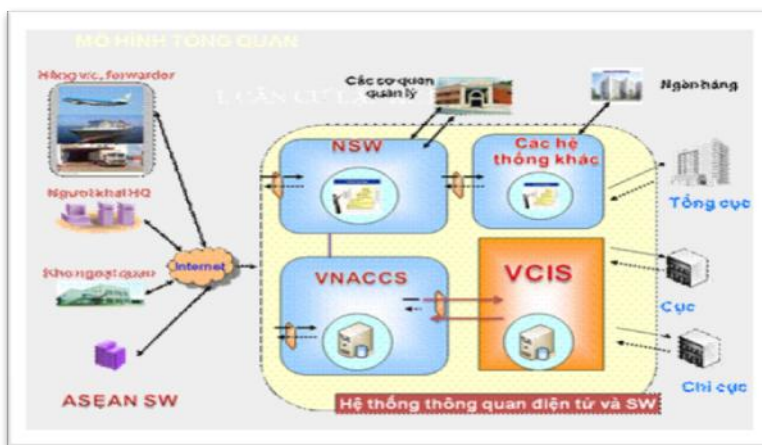 MÔ HÌNH TỔNG QUAN
Hãng v/c, forwarder
Các cơ quan
quản lý
Ngân hàng
NSW
Các hệ
thống khác
Tổng cục
Người khai HQ
Internet
Kho ngoại quan
VNACCS
VCIS
Cục
Chi cục
ASEAN SW
Hệ thống thông quan điện tử và SW